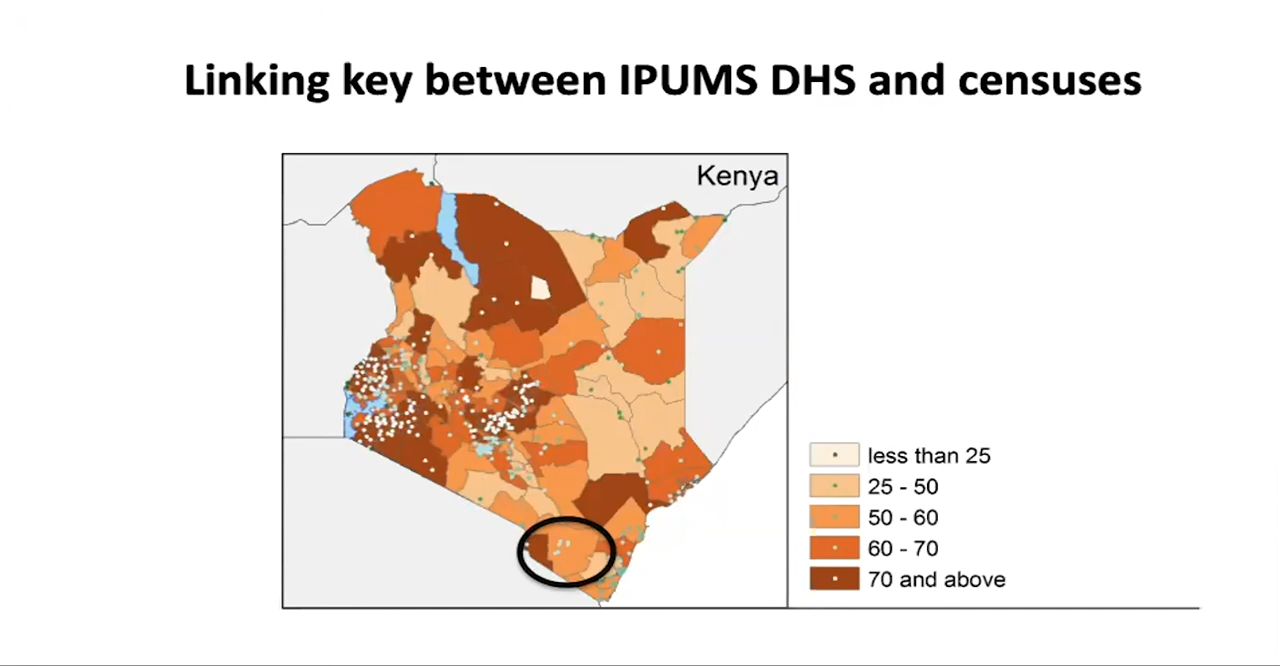 Linking key between IPUMS DHS and censuses
Kenya
less than 25
25 - 50
50 - 60
60 - 70
70 and above